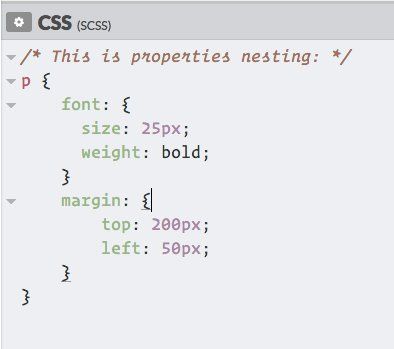 CSS (SCSS)
/* This is properties nesting: */
p {
font: {
size: 25px;
weight: bold;
}
margin: {
top: 200px;
left: 50px;
}
}